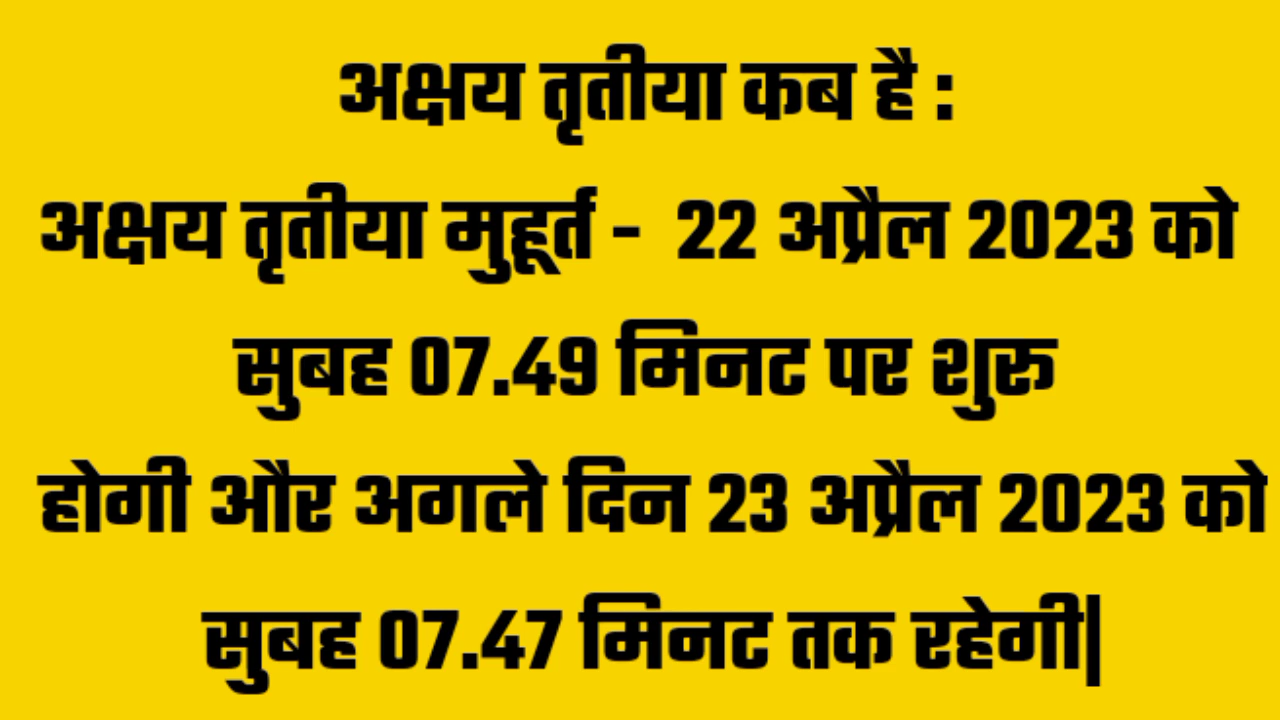 अक्षय तृतीया कब है :
अक्षय तृतीया मुहूर्त - 22 अप्रैल 2023 को
सुबह 07.49 मिनट पर शुरू
होगी और अगले दिन 23 अप्रैल 2023 को
सुबह 07.47 मिनट तक रहेगी|